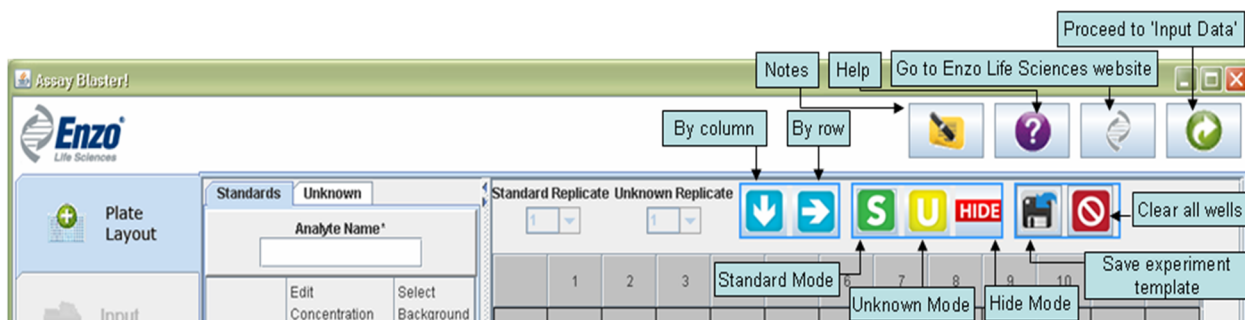 Proceed to 'Input Data'
Notes
Help
Go to Enzo Life Sciences website
Assay Blaster!
Enzo
Life Sciences
?
By column
By row
Standards
Unknown
Standard Replicate
Unknown Replicate
1
1
S
U
HIDE
Plate
Layout
Analyte Name*
Clear all wells
Standard Mode
Save experiment
template
Unknown Mode
Hide Mode
1
2
3
6
7
8
9
10
Edit
Concentration
Select
Background
Input